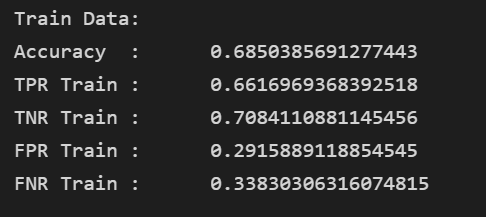 Train Data:
Accuracy  :      0.6850385691277443
TPR Train :      0.6616969368392518
TNR Train :      0.7084110881145456
FPR Train :      0.2915889118854545
FNR Train :      0.33830306316074815